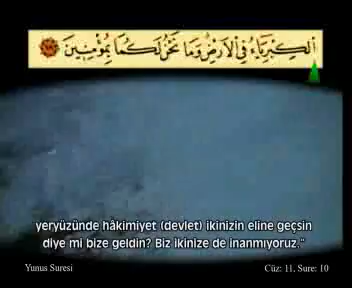 الْكِبْرِيَاءُ فِي الْاَرْضِ وَمَا نَحْنُ لَكُمَا بِمُؤْمِنِينَ
yeryüzünde hâkimiyet (devlet) ikinizin eline geçsin
diye mi bize geldin? Biz ikinize de inanmıyoruz."
Yunus Suresi
Cüz: 11, Sure: 10